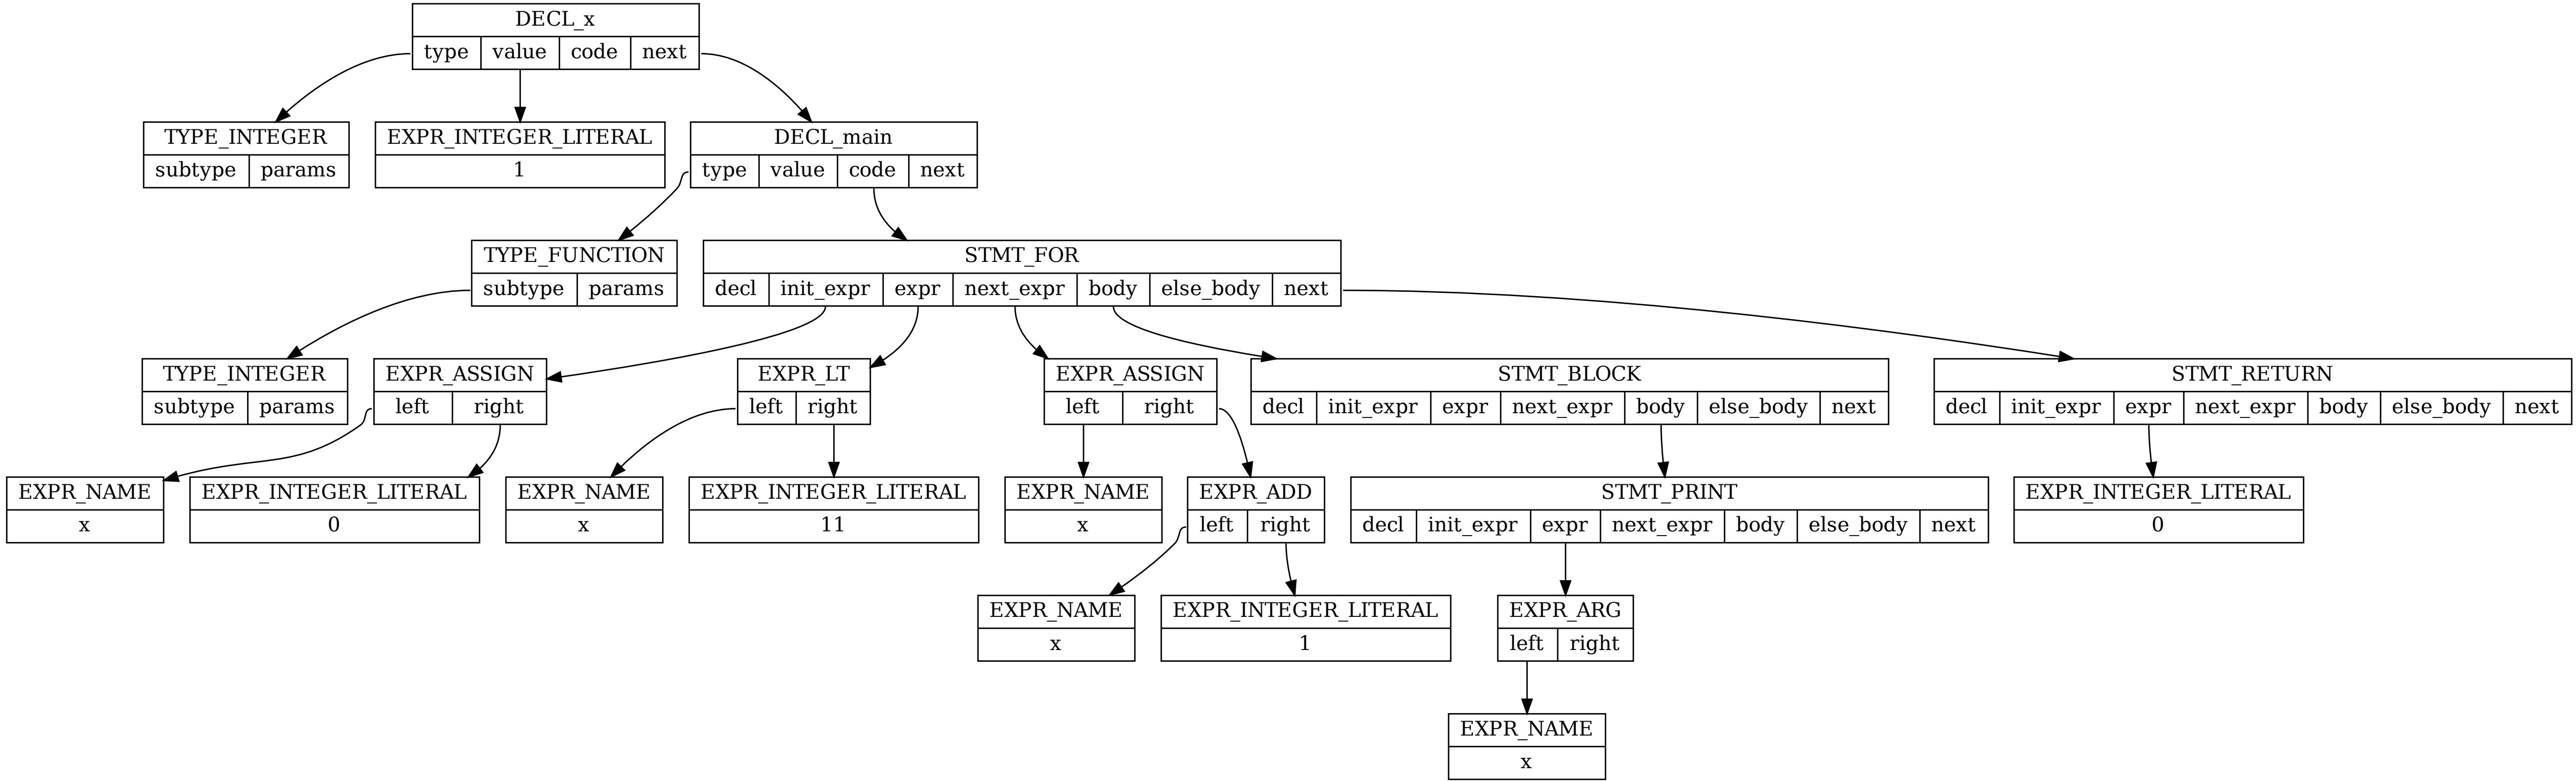 DECL_x
type value code next
TYPE_INTEGER
subtype params
EXPR_INTEGER_LITERAL
1
DECL_main
type value code next
TYPE_FUNCTION
subtype params
STMT_FOR
decl init_expr expr next_expr body else_body next
TYPE_INTEGER
subtype params
EXPR_ASSIGN
left right
EXPR_LT
left right
EXPR_ASSIGN
left right
STMT_BLOCK
decl init_expr expr next_expr body else_body next
STMT_RETURN
decl init_expr expr next_expr body else_body next
EXPR_NAME
x
EXPR_INTEGER_LITERAL
0
EXPR_NAME
x
EXPR_INTEGER_LITERAL
11
EXPR_NAME
x
EXPR_ADD
left right
STMT_PRINT
decl init_expr expr next_expr body else_body next
EXPR_INTEGER_LITERAL
0
EXPR_NAME
x
EXPR_INTEGER_LITERAL
1
EXPR_ARG
left right
EXPR_NAME
x